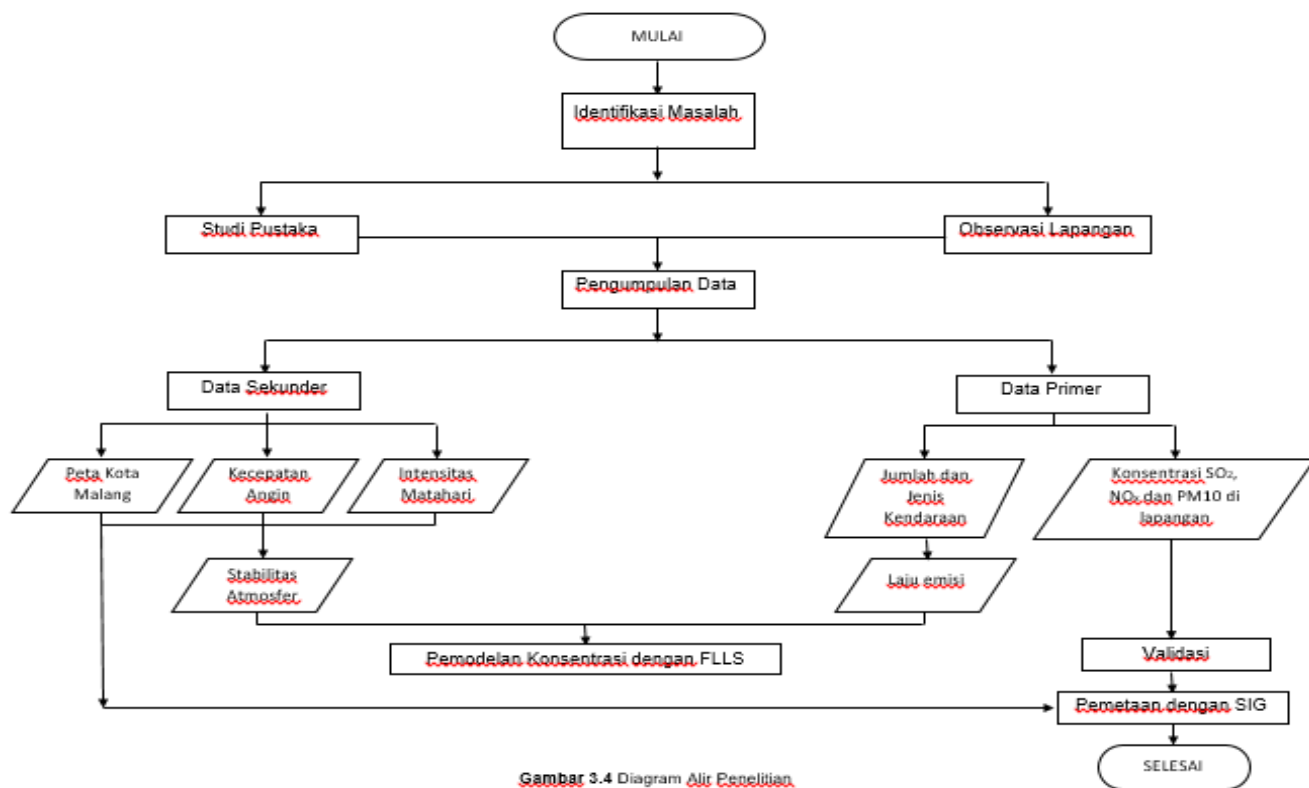 MULAI
Identifikasi Masalah
Studi Pustaka
Observasi Lapangan
Pengumpulan Data
Data Sekunder
Data Primer
Peta Kota
Malang
Kecepatan
Angin
Intensitas
Matahari
Jumlah dan
Jenis
Kendaraan
Konsentrasi SO₂,
NOₓ dan PM10 di
lapangan
Stabilitas
Atmosfer
Laju emisi
Pemodelan Konsentrasi dengan FLLS
Validasi
Pemetaan dengan SIG
SELESAI
Gambar 3.4 Diagram Alir Penelitian